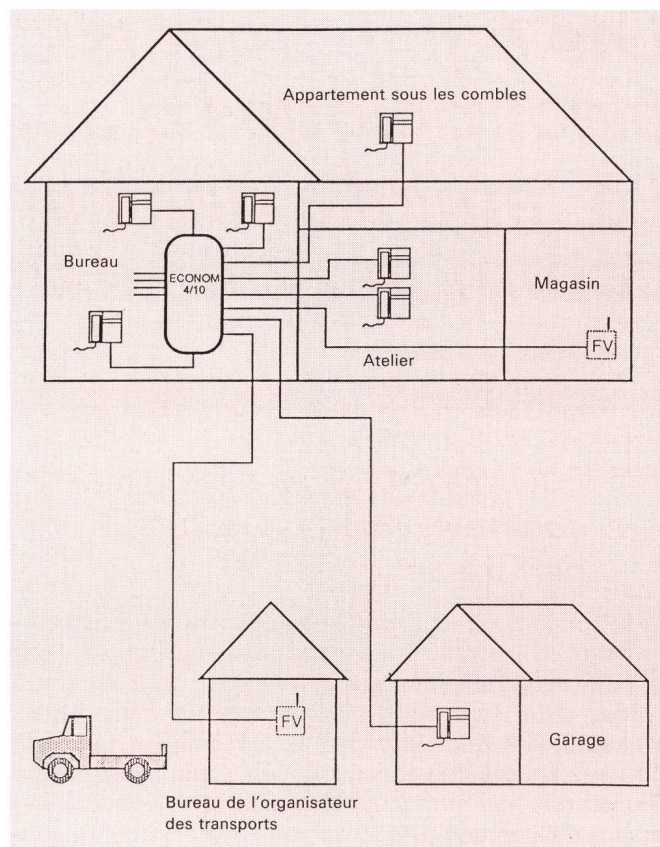 Appartement sous les combles
Bureau
ECONOM
4/10
Magasin
FV
Atelier
FV
Garage
Bureau de l'organisateur
des transports